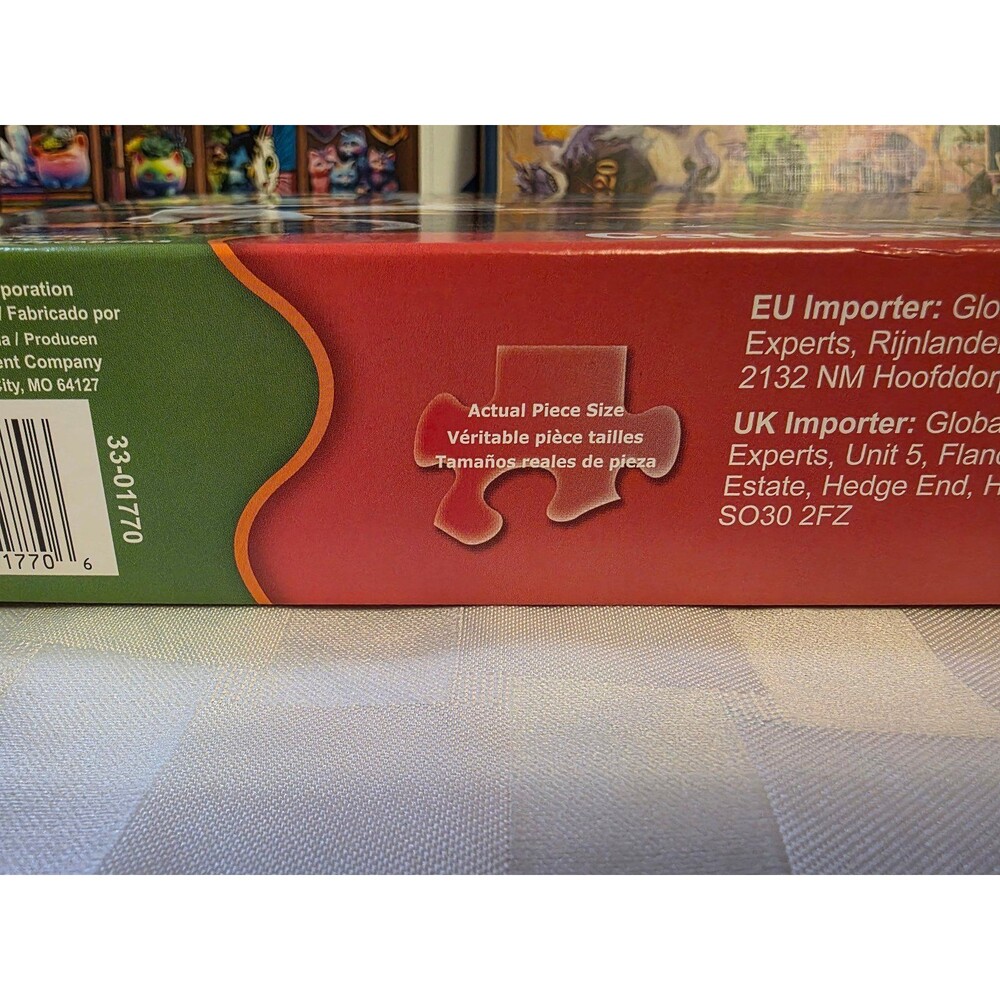 poration
/ Fabricado por
a / Producen
ent Company
City, MO 64127
33-01770
1770
6
Actual Piece Size
Véritable pièce tailles
Tamaños reales de pieza
EU Importer: Glo
Experts, Rijnlande
2132 NM Hoofddor
UK Importer: Globa
Experts, Unit 5, Fland
Estate, Hedge End, H
SO30 2FZ